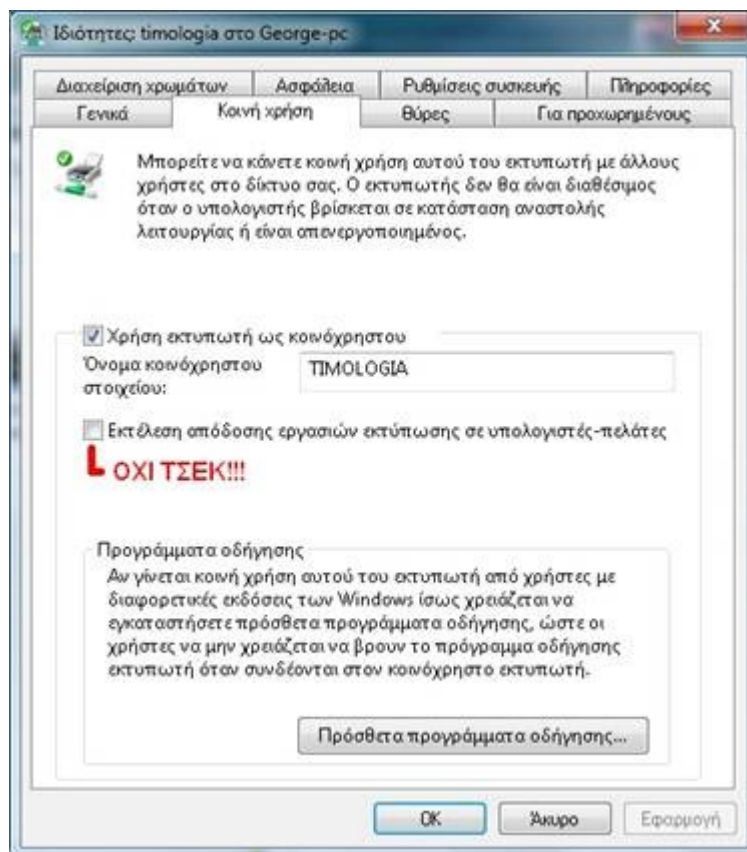 Ιδιότητες: timologia στο George-pc
Διαχείριση χρωμάτων Ασφάλεια Ρυθμίσεις συσκευής Πληροφορίες
Γενικά Κοινή χρήση Θύρες Για προχωρημένους
Μπορείτε να κάνετε κοινή χρήση αυτού του εκτυπωτή με άλλους
χρήστες στο δίκτυο σας. Ο εκτυπωτής δεν θα είναι διαθέσιμος
όταν ο υπολογιστής βρίσκεται σε κατάσταση αναστολής
λειτουργίας ή είναι απενεργοποιημένος.
Χρήση εκτυπωτή ως κοινόχρηστου
Όνομα κοινόχρηστου
στοιχείου:
TIMOLOGIA
Εκτέλεση απόδοσης εργασιών εκτύπωσης σε υπολογιστές-πελάτες
ΟΧΙ ΤΣΕΚ!!!
Προγράμματα οδήγησης
Αν γίνεται κοινή χρήση αυτού του εκτυπωτή από χρήστες με
διαφορετικές εκδόσεις των Windows ίσως χρειάζεται να
εγκαταστήσετε πρόσθετα προγράμματα οδήγησης, ώστε οι
χρήστες να μην χρειάζεται να βρουν το πρόγραμμα οδήγησης
εκτυπωτή όταν συνδέονται στον κοινόχρηστο εκτυπωτή.
Πρόσθετα προγράμματα οδήγησης...
OK Άκυρο Εφαρμογή